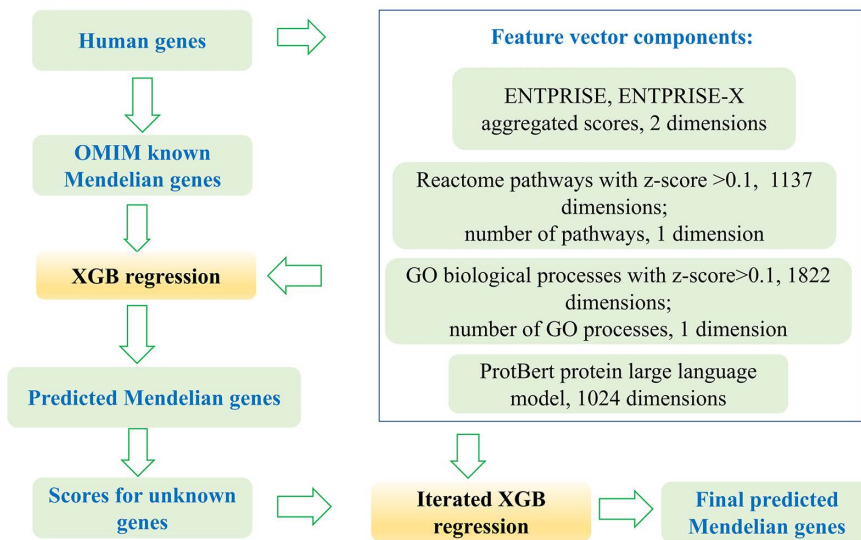 Human genes
OMIM known
Mendelian genes
XGB regression
Predicted Mendelian genes
Scores for unknown
genes
Feature vector components:
ENTPRISE, ENTPRISE-X
aggregated scores, 2 dimensions
Reactome pathways with z-score >0.1, 1137
dimensions;
number of pathways, 1 dimension
GO biological processes with z-score>0.1, 1822
dimensions;
number of GO processes, 1 dimension
ProtBert protein large language
model, 1024 dimensions
Iterated XGB
regression
Final predicted
Mendelian genes